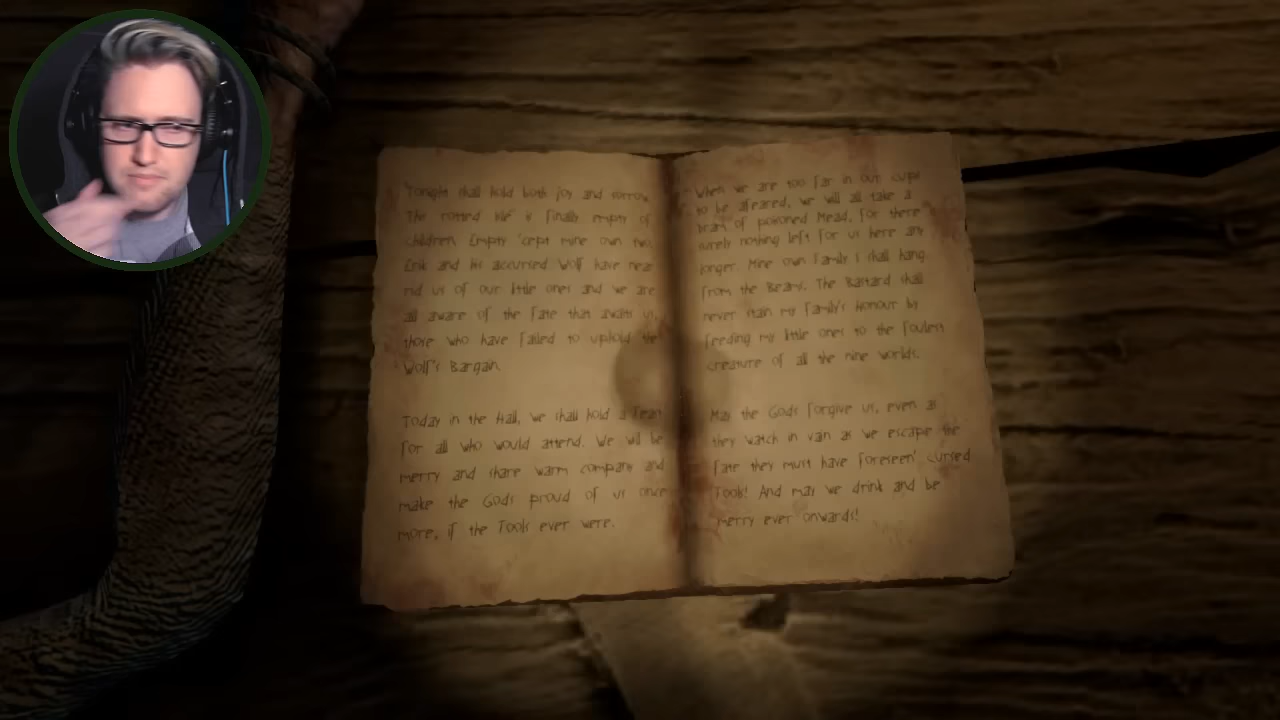 'Tonight shall hold both joy and sorrow.
This rotted isle is finally empty of
children. Empty 'cept mine own two.
Erik and his accursed Wolf have near
rid us of our little ones and we are
all aware of the fate that awaits us,
those who have failed to uphold the
Wolf's Bargain.
Today in the Hall, we shall hold a feast
for all who would attend. We will be
merry and share warm company and
make the Gods proud of us once
more, if the Fools ever were.
When we are too far in our cups
to be afeared, we will all take a
dram of poisoned Mead, for there
surely nothing left for us here any
longer. Mine own Family I shall hang
from the Beams. The Bastard shall
never stain my family's honour by
feeding my little ones to the foulest
creature of all the nine worlds.
May the Gods forgive us, even as
they watch in vain as we escape the
fate they must have foreseen' cursed
Fools! And may we drink and be
merry ever onwards!